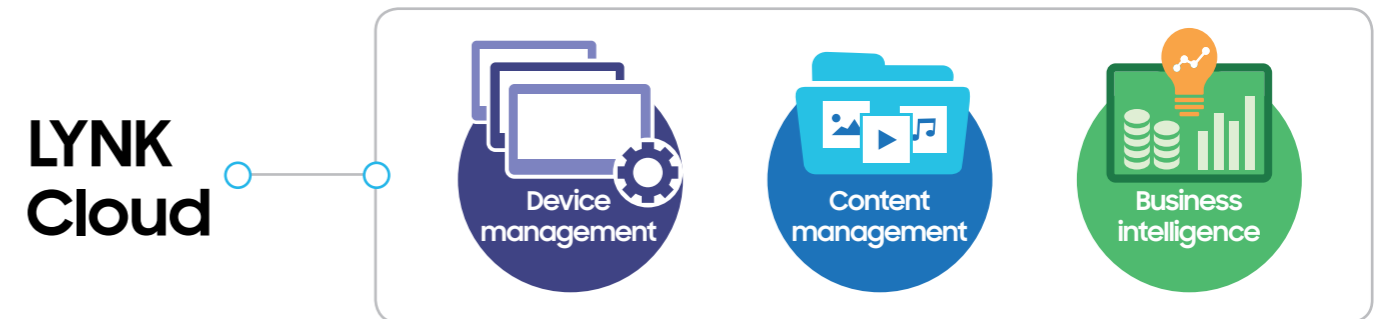 LYNK
Cloud
Device
management
Content
management
Business
intelligence